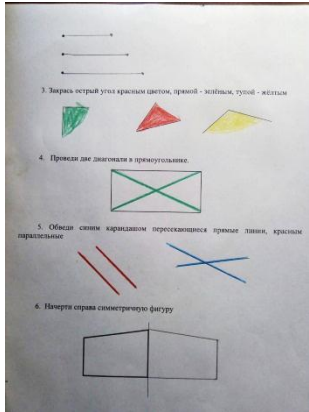 3. Закрась острый угол красным цветом, прямой - зелёным, тупой - жёлтым
4. Проведи две диагонали в прямоугольнике.
5. Обведи синим карандашом пересекающиеся прямые линии, красным
параллельные
6. Начерти справа симметричную фигуру